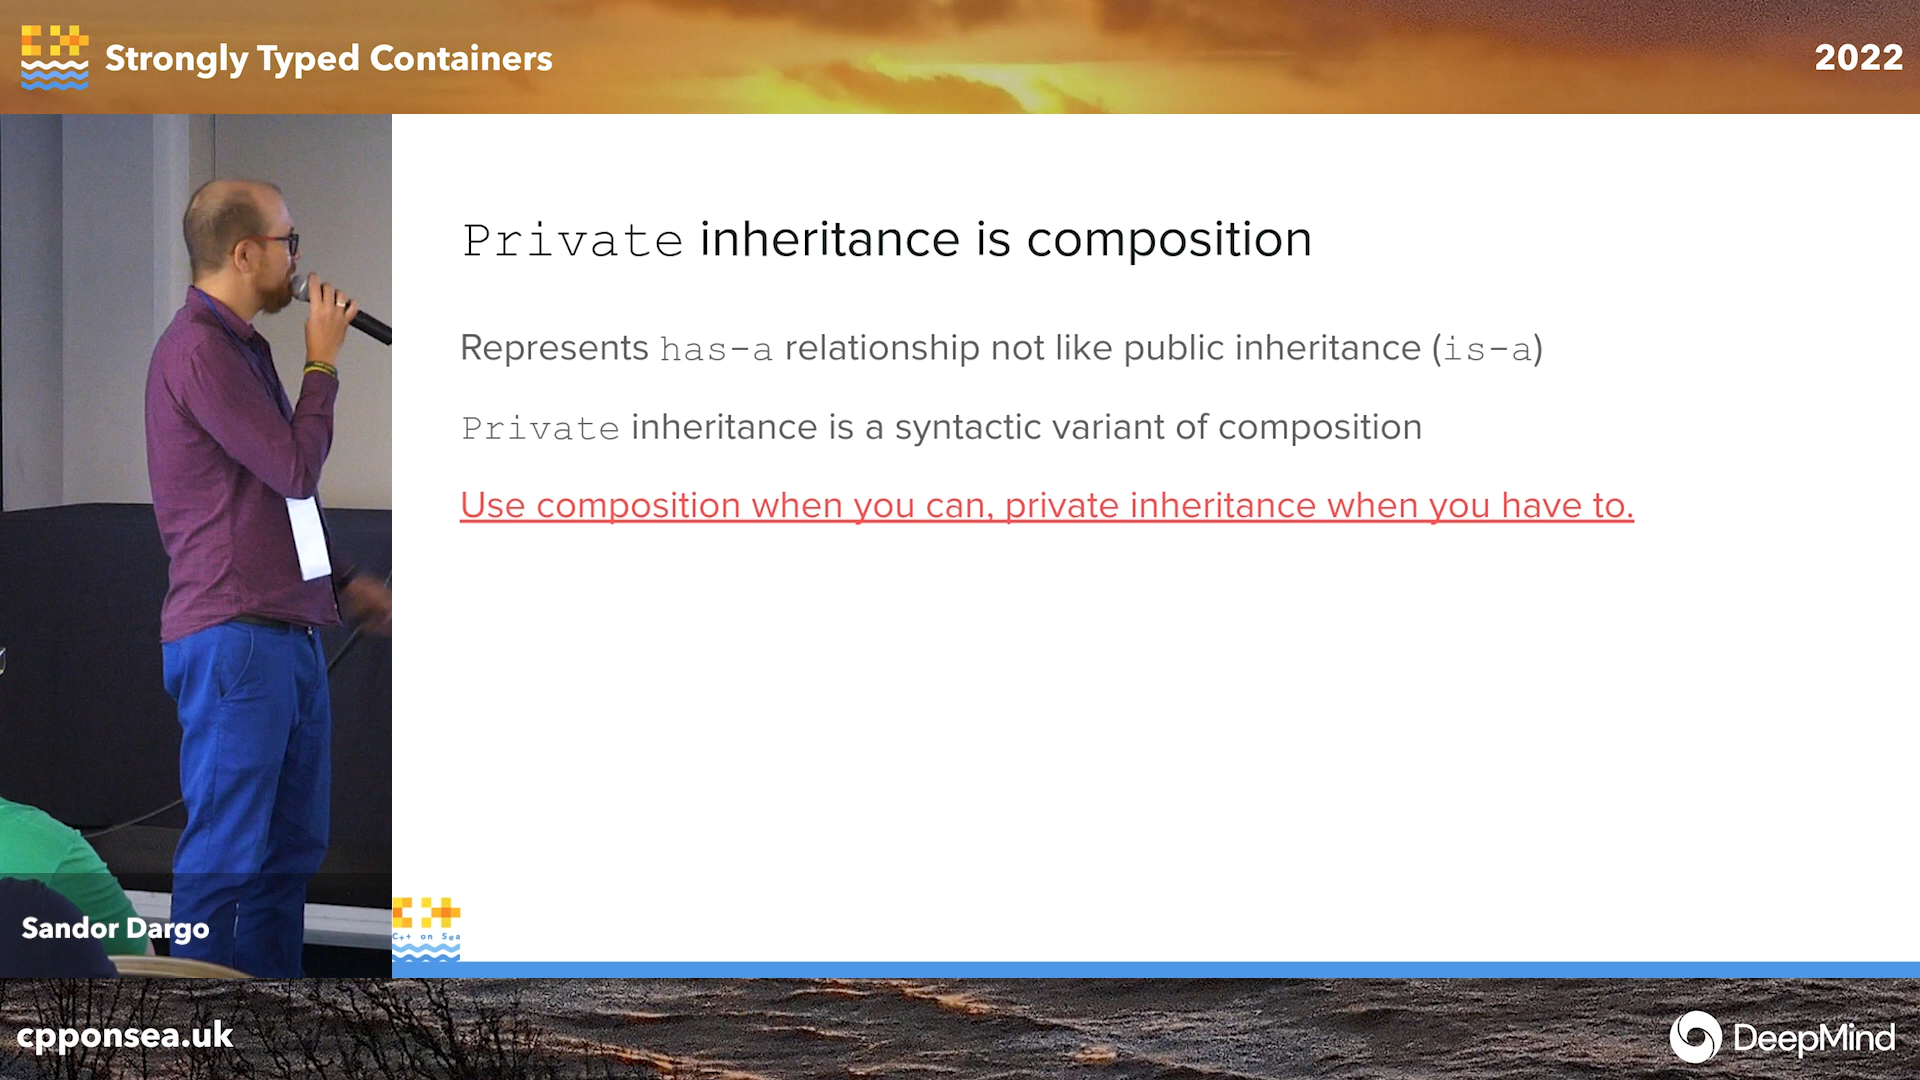 Strongly Typed Containers
2022
Private inheritance is composition
Represents has-a relationship not like public inheritance (is-a)
Private inheritance is a syntactic variant of composition
Use composition when you can, private inheritance when you have to.
Sandor Dargo
C++ on Sea
cpponsea.uk
DeepMind